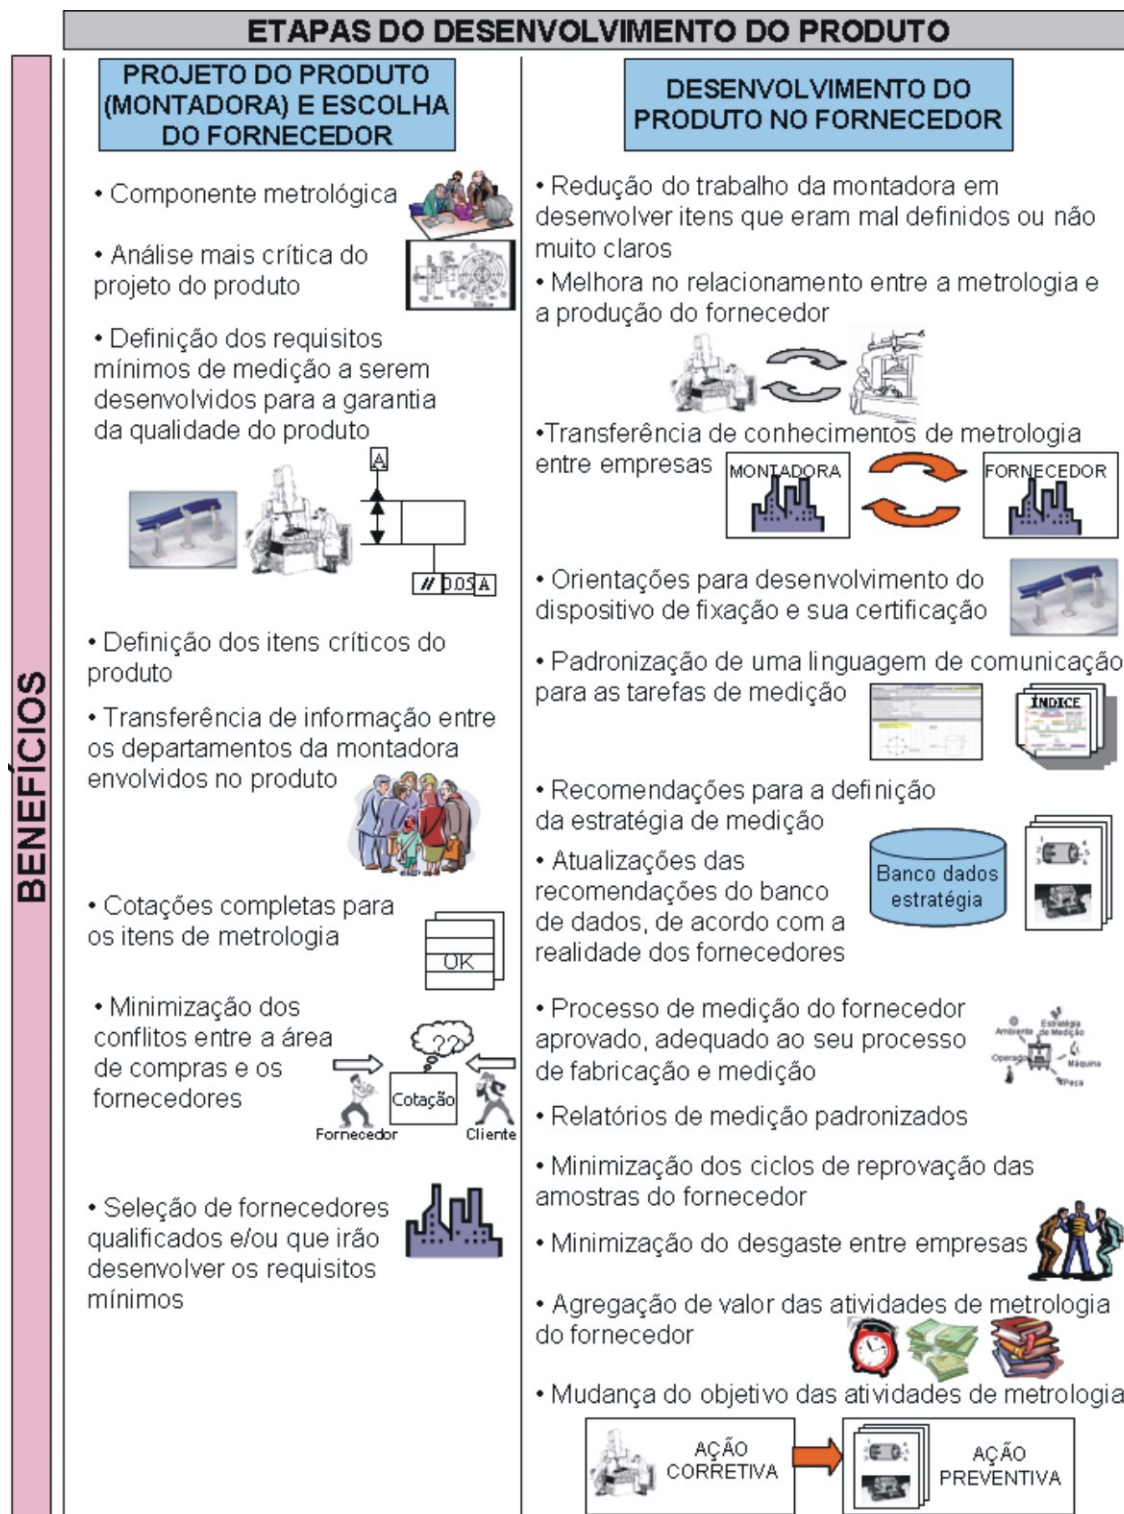 ETAPAS DO DESENVOLVIMENTO DO PRODUTO
BENEFÍCIOS
PROJETO DO PRODUTO
(MONTADORA) E ESCOLHA
DO FORNECEDOR
• Componente metrológica
• Análise mais crítica do
projeto do produto
• Definição dos requisitos
mínimos de medição a serem
desenvolvidos para a garantia
da qualidade do produto
A
// 0.05 A
• Definição dos itens críticos do
produto
• Transferência de informação entre
os departamentos da montadora
envolvidos no produto
• Cotações completas para
os itens de metrologia
OK
• Minimização dos
conflitos entre a área
de compras e os
fornecedores
??
Cotação
Fornecedor
Cliente
• Seleção de fornecedores
qualificados e/ou que irão
desenvolver os requisitos
mínimos
DESENVOLVIMENTO DO
PRODUTO NO FORNECEDOR
• Redução do trabalho da montadora em
desenvolver itens que eram mal definidos ou não
muito claros
• Melhora no relacionamento entre a metrologia e
a produção do fornecedor
•Transferência de conhecimentos de metrologia
entre empresas
MONTADORA
FORNECEDOR
• Orientações para desenvolvimento do
dispositivo de fixação e sua certificação
• Padronização de uma linguagem de comunicação
para as tarefas de medição
ÍNDICE
• Recomendações para a definição
da estratégia de medição
• Atualizações das
recomendações do banco
de dados, de acordo com a
realidade dos fornecedores
Banco dados
estratégia
• Processo de medição do fornecedor
aprovado, adequado ao seu processo
de fabricação e medição
Ambiente
Estratégia
de Medição
Operador
Máquina
Peça
• Relatórios de medição padronizados
• Minimização dos ciclos de reprovação das
amostras do fornecedor
• Minimização do desgaste entre empresas
• Agregação de valor das atividades de metrologia
do fornecedor
• Mudança do objetivo das atividades de metrologia
AÇÃO
CORRETIVA
AÇÃO
PREVENTIVA